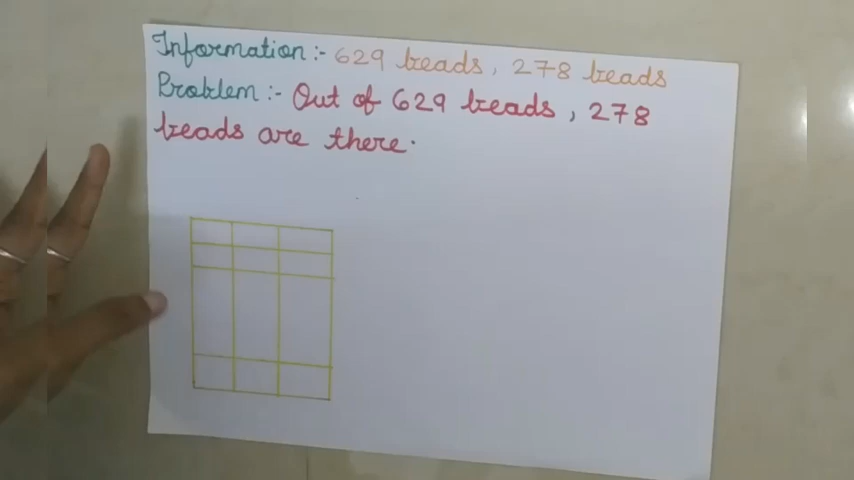 Information :- 629 beads, 278 beads
Problem :- Out of 629 beads, 278
beads are there.